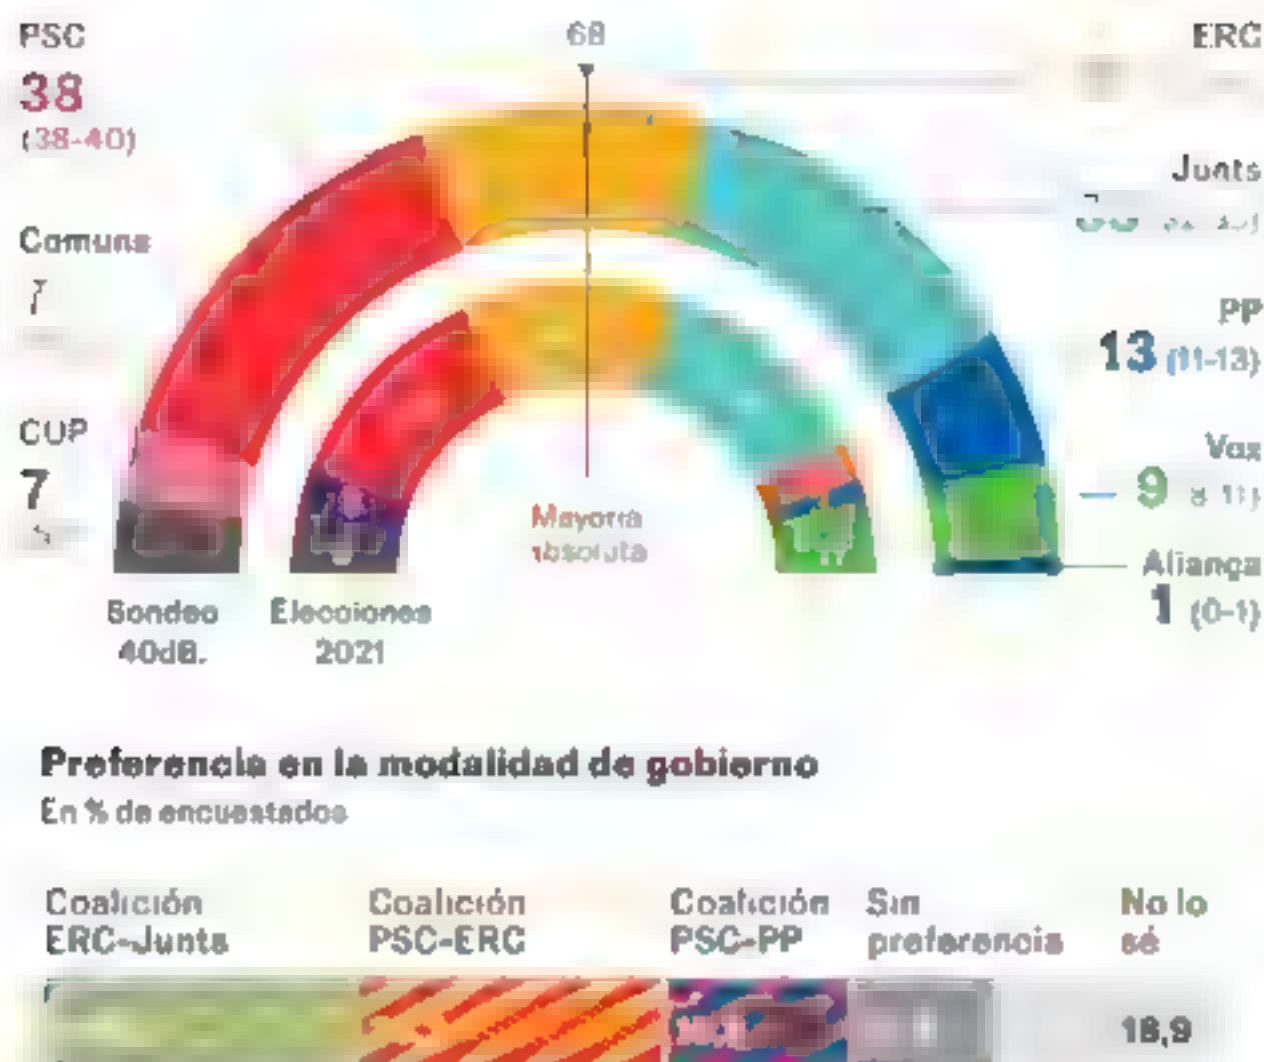 PSC
38
(38-40)
Comuns
7
CUP
7
68
ERC
Junts
PP
13 (11-13)
Vox
9
Aliança
1 (0-1)
Mayoría
absoluta
Sondeo
40dB.
Elecciones
2021
Preferencia en la modalidad de gobierno
En % de encuestados
Coalición
ERC-Junts
Coalición
PSC-ERC
Coalición
PSC-PP
Sin
preferencia
No lo
sé
18,9